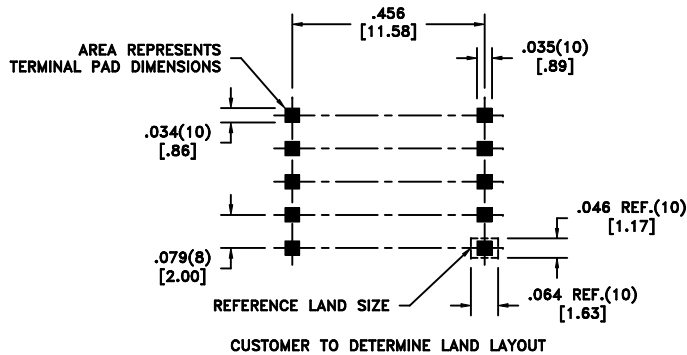 .456
[11.58]
AREA REPRESENTS
TERMINAL PAD DIMENSIONS
.035(10)
[.89]
.034(10)
[.86]
.046 REF.(10)
[1.17]
.079(8)
[2.00]
REFERENCE LAND SIZE
.064 REF.(10)
[1.63]
CUSTOMER TO DETERMINE LAND LAYOUT